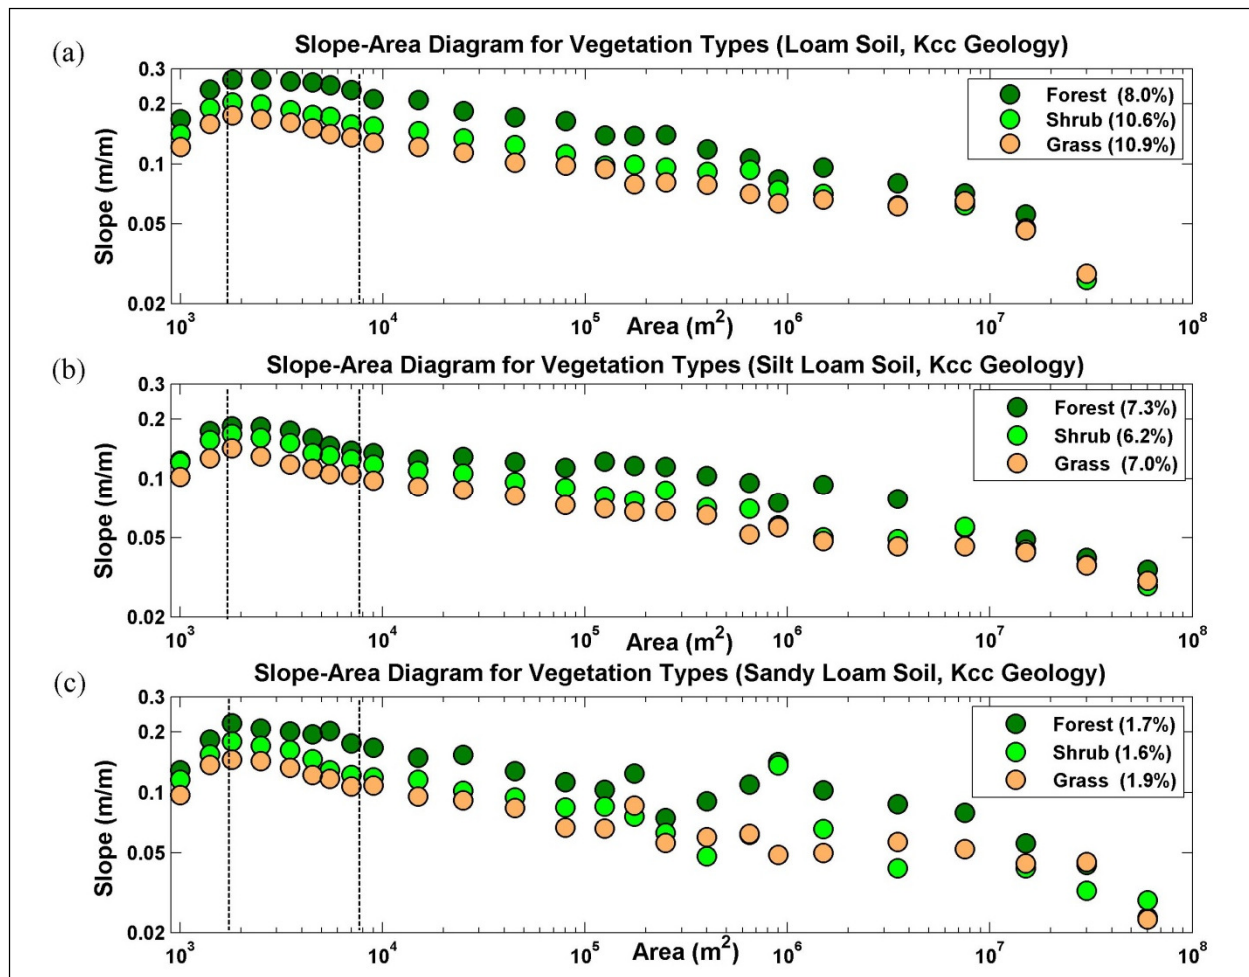 (a)
Slope-Area Diagram for Vegetation Types (Loam Soil, Kcc Geology)
Slope (m/m)
0.3
0.2
0.1
0.05
0.02
Forest (8.0%)
Shrub (10.6%)
Grass (10.9%)
10³ 10⁴ 10⁵ 10⁶ 10⁷ 10⁸
Area (m²)
(b)
Slope-Area Diagram for Vegetation Types (Silt Loam Soil, Kcc Geology)
Slope (m/m)
0.3
0.2
0.1
0.05
0.02
Forest (7.3%)
Shrub (6.2%)
Grass (7.0%)
10³ 10⁴ 10⁵ 10⁶ 10⁷ 10⁸
Area (m²)
(c)
Slope-Area Diagram for Vegetation Types (Sandy Loam Soil, Kcc Geology)
Slope (m/m)
0.3
0.2
0.1
0.05
0.02
Forest (1.7%)
Shrub (1.6%)
Grass (1.9%)
10³ 10⁴ 10⁵ 10⁶ 10⁷ 10⁸
Area (m²)